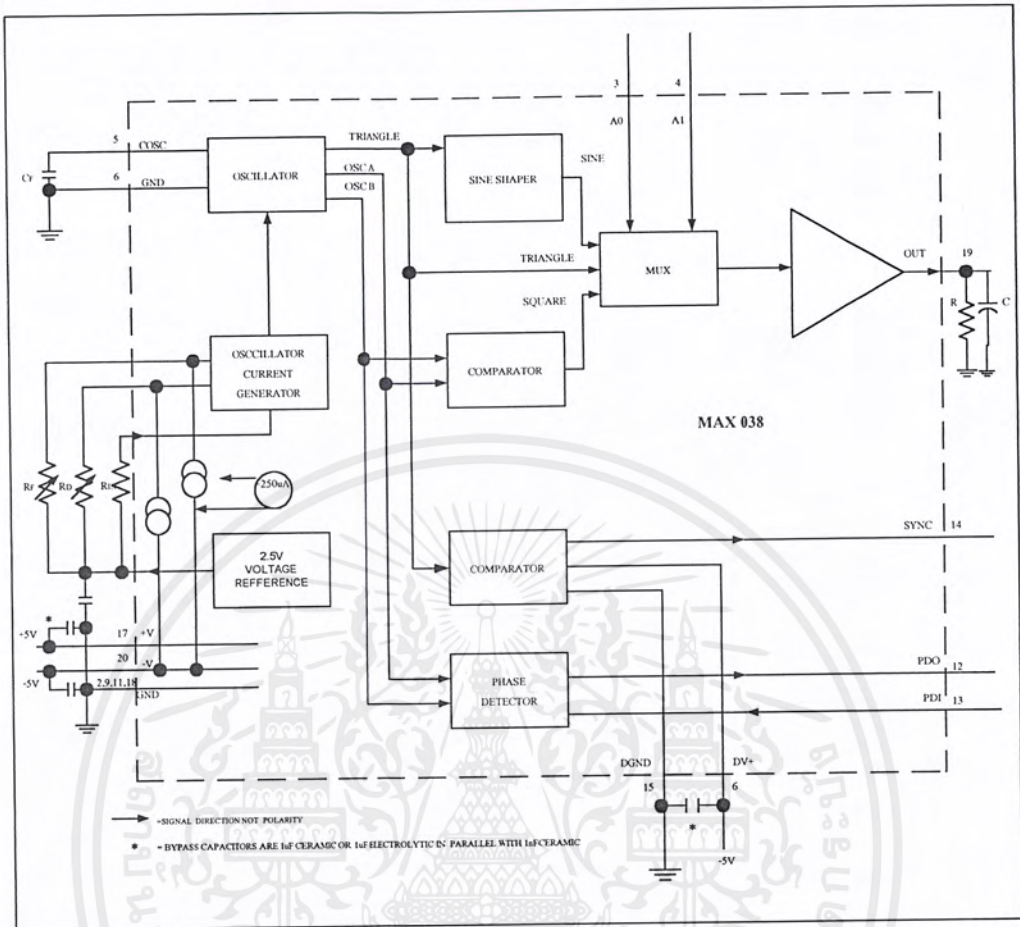 3 4
A0 A1
5 COSC
TRIANGLE
OSCILLATOR
OSC A
OSC B
SINE SHAPER
SINE
CF
6 GND
TRIANGLE
MUX
OUT 19
SQUARE
R C
OSCCILLATOR
CURRENT
GENERATOR
COMPARATOR
MAX 038
RF RD
-250uA
SYNC 14
2.5V
VOLTAGE
REFFERENCE
COMPARATOR
*
+5V 17 +V
20 -V
-5V 2,9,11,18 GND
PHASE
DETECTOR
PDO 12
PDI 13
DGND DV+
15 6
*
-5V
=SIGNAL DIRECTION NOT POLARITY
* = BYPASS CAPACITORS ARE 1uF CERAMIC OR 1uF ELECTROLYTIC IN PARALLEL WITH 1nF CERAMIC